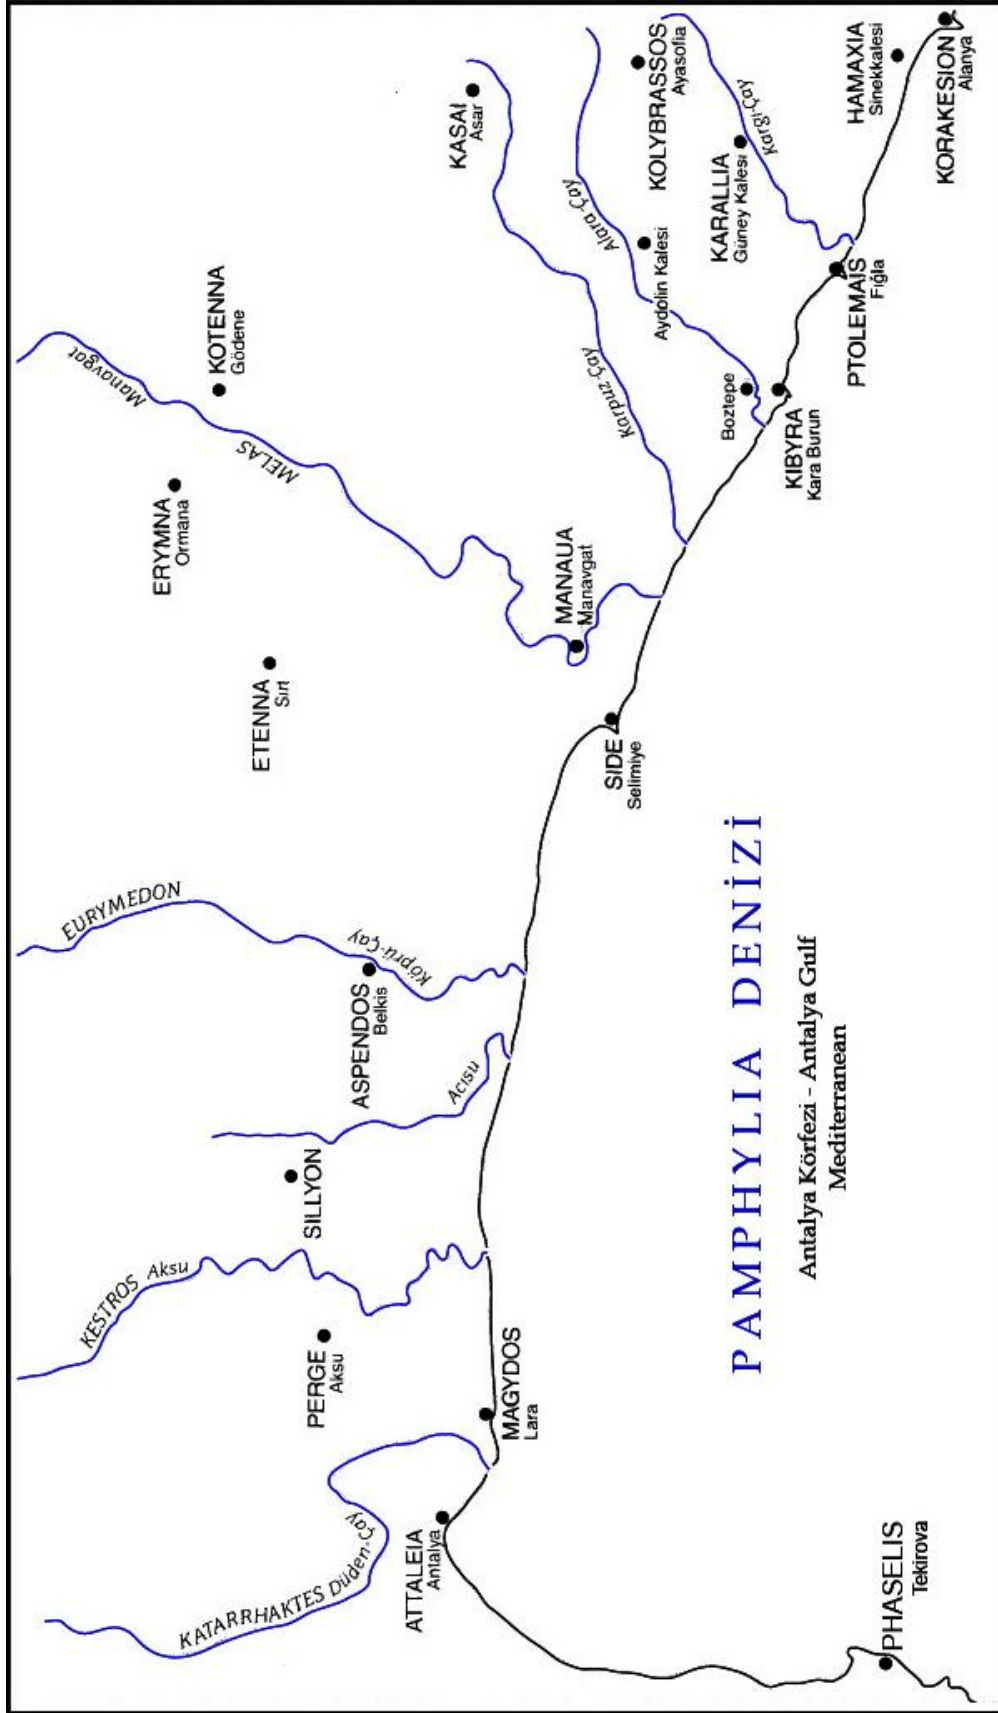 KATARRHAKTES Düden-Çay
ATTALEIA
Antalya
PHASELIS
Tekirova
KESTROS Aksu
PERGE
Aksu
MAGYDOS
Lara
SILLYON
Acısu
EURYMEDON
Köprü-Çay
ASPENDOS
Belkis
ETENNA
Sırt
SIDE
Selimiye
ERYMNA
Ormana
Manavgat
MELAS
MANAUA
Manavgat
KOTENNA
Gödene
KASAI
Asar
Karpuz-Çay
Alara-Çay
Aydolin Kalesi
Boztepe
KIBYRA
Kara Burun
KOLYBRASSOS
Ayasofia
KARALLIA
Güney Kalesi
Kargı-Çay
PTOLEMAIS
Fığla
HAMAXIA
Sinekkalesi
KORAKESION
Alanya
PAMPHYLIA DENİZİ
Antalya Körfezi - Antalya Gulf
Mediterranean